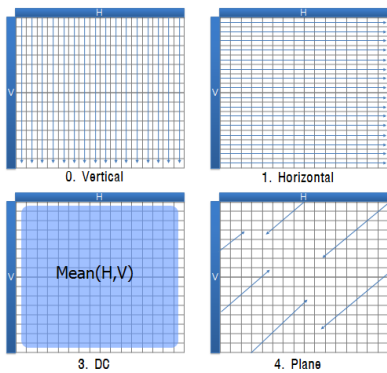 H
V
0. Vertical
H
V
1. Horizontal
H
V
Mean(H,V)
3. DC
H
V
4. Plane